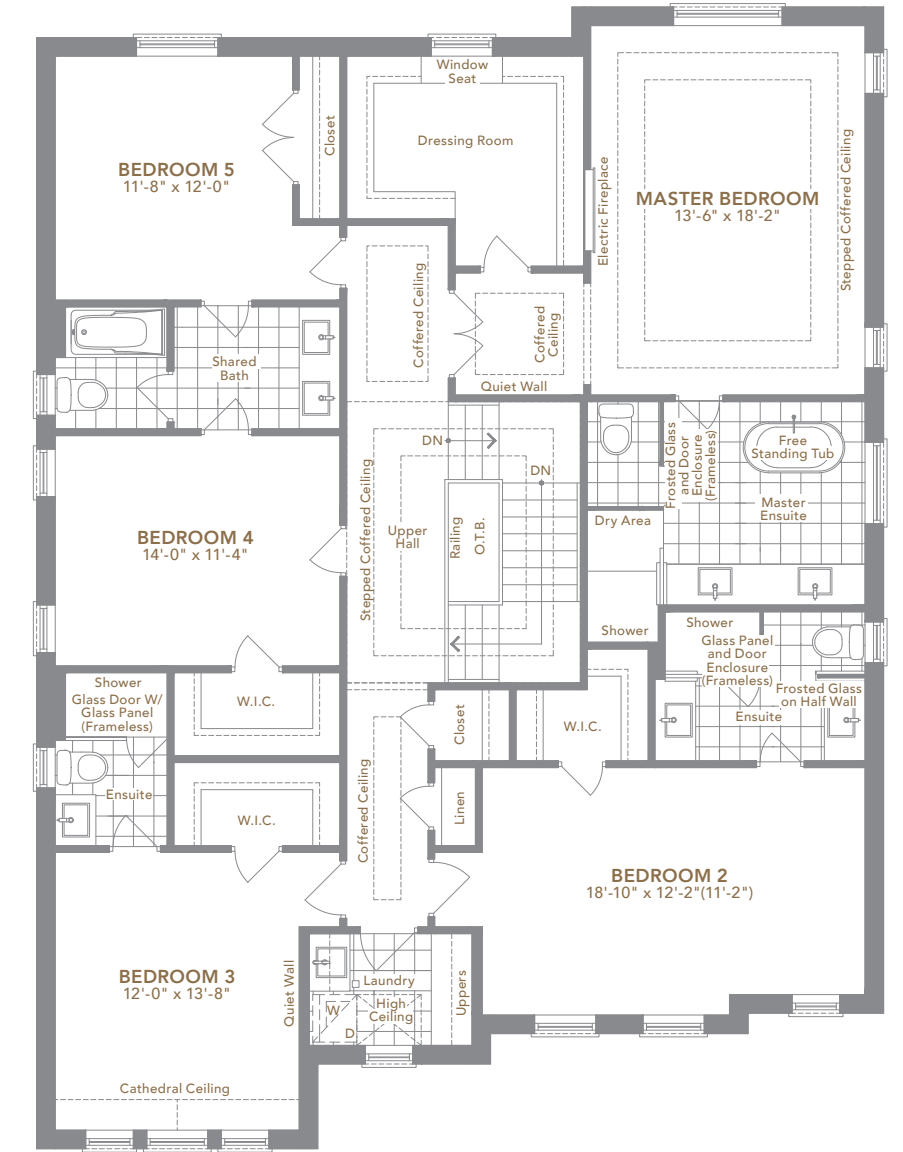 Window
Seat
Closet
Dressing Room
BEDROOM 5
11'-8" x 12'-0"
Electric Fireplace
MASTER BEDROOM
13'-6" x 18'-2"
Stepped Coffered Ceiling
Coffered Ceiling
Coffered
Ceiling
Quiet Wall
Shared
Bath
DN
DN
Frosted Glass
and Door
Enclosure
(Frameless)
Free
Standing Tub
Master
Ensuite
Dry Area
Stepped Coffered Ceiling
Upper
Hall
Railing
O.T.B.
BEDROOM 4
14'-0" x 11'-4"
Shower
Shower
Glass Panel
and Door
Enclosure
(Frameless)
Frosted Glass
on Half Wall
Ensuite
Shower
Glass Door W/
Glass Panel
(Frameless)
W.I.C.
Closet
W.I.C.
Ensuite
W.I.C.
Coffered Ceiling
Linen
BEDROOM 2
18'-10" x 12'-2"(11'-2")
BEDROOM 3
12'-0" x 13'-8"
Quiet Wall
Laundry
High
Ceiling
W
D
Uppers
Cathedral Ceiling